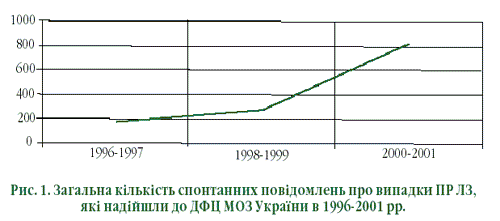 1000
800
600
400
200
0
1996-1997 1998-1999 2000-2001
Рис. 1. Загальна кількість спонтанних повідомлень про випадки ПР ЛЗ,
які надійшли до ДФЦ МОЗ України в 1996-2001 рр.